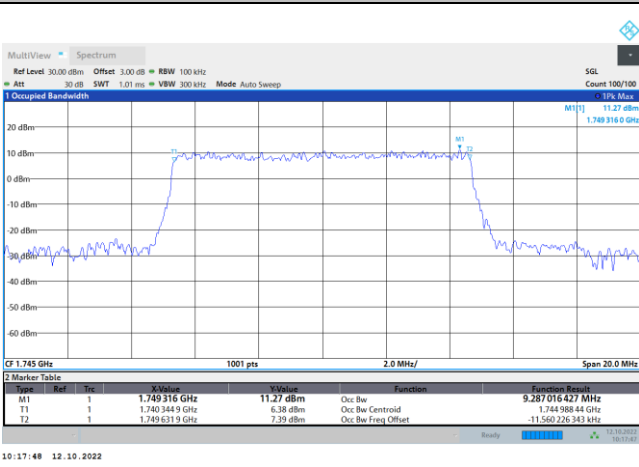 MultiView Spectrum
Ref Level 30.00 dBm Offset 3.00 dB RBW 100 kHz SGL
Att 30 dB SWT 1.01 ms VBW 300 kHz Mode Auto Sweep Count 100/100
1 Occupied Bandwidth 1Pk Max
M1[1] 11.27 dBm
1.749 316 0 GHz
20 dBm
M1
T1 T2
10 dBm
0 dBm
-10 dBm
-20 dBm
-30 dBm
-40 dBm
-50 dBm
-60 dBm
CF 1.745 GHz 1001 pts 2.0 MHz/ Span 20.0 MHz
2 Marker Table
Type Ref Trc X-Value Y-Value Function Function Result
M1 1 1.749 316 GHz 11.27 dBm Occ Bw 9.287 016 427 MHz
T1 1 1.740 344 9 GHz 6.38 dBm Occ Bw Centroid 1.744 988 44 GHz
T2 1 1.749 631 9 GHz 7.39 dBm Occ Bw Freq Offset -11.560 226 343 kHz
Ready 12.10.2022
10:17:47
10:17:48 12.10.2022